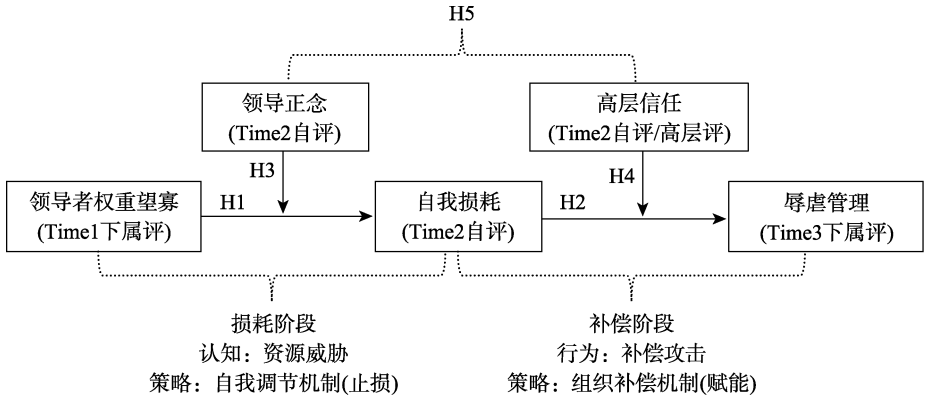 H5
领导正念
(Time2自评)
高层信任
(Time2自评/高层评)
H3
H4
领导者权重望寡
(Time1下属评)
H1
自我损耗
(Time2自评)
H2
辱虐管理
(Time3下属评)
损耗阶段
认知：资源威胁
策略：自我调节机制(止损)
补偿阶段
行为：补偿攻击
策略：组织补偿机制(赋能)